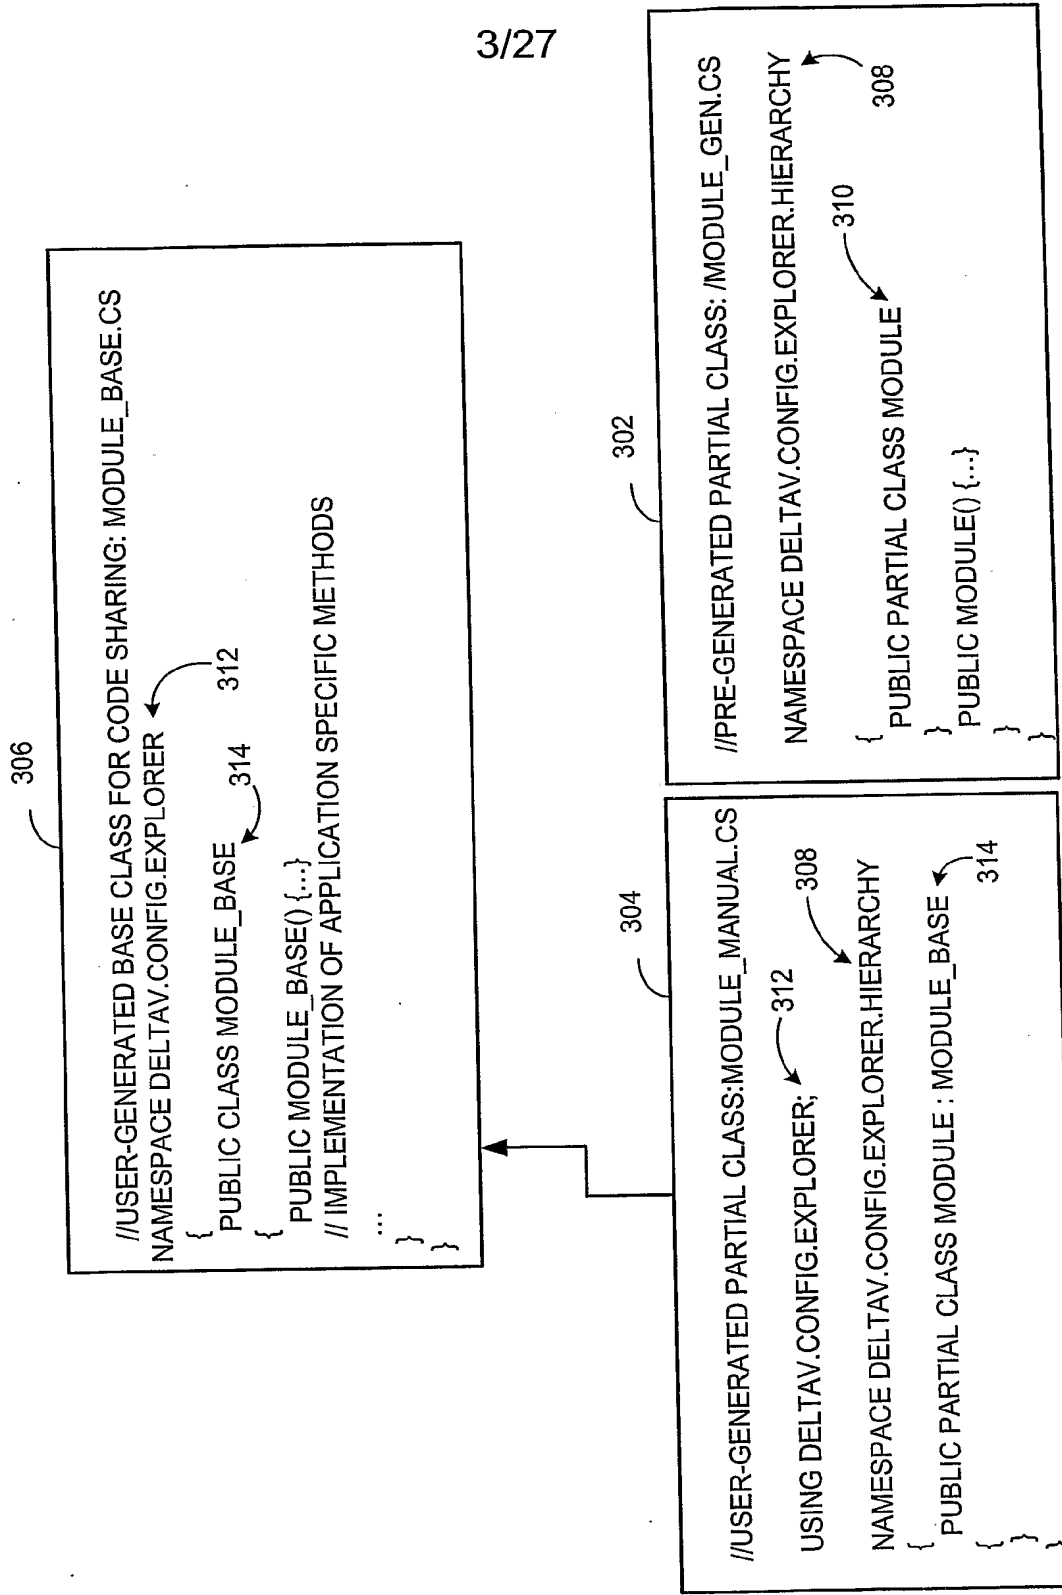 3/27
306
//USER-GENERATED BASE CLASS FOR CODE SHARING: MODULE_BASE.CS
NAMESPACE DELTAV.CONFIG.EXPLORER
312
{
PUBLIC CLASS MODULE_BASE
314
{
PUBLIC MODULE_BASE() {...}
// IMPLEMENTATION OF APPLICATION SPECIFIC METHODS
...
}
}
304
//USER-GENERATED PARTIAL CLASS:MODULE_MANUAL.CS
USING DELTAV.CONFIG.EXPLORER;
312
308
NAMESPACE DELTAV.CONFIG.EXPLORER.HIERARCHY
{
PUBLIC PARTIAL CLASS MODULE : MODULE_BASE
314
{
}
}
302
//PRE-GENERATED PARTIAL CLASS: /MODULE_GEN.CS
NAMESPACE DELTAV.CONFIG.EXPLORER.HIERARCHY
308
310
{
PUBLIC PARTIAL CLASS MODULE
}
PUBLIC MODULE() {...}
}
}